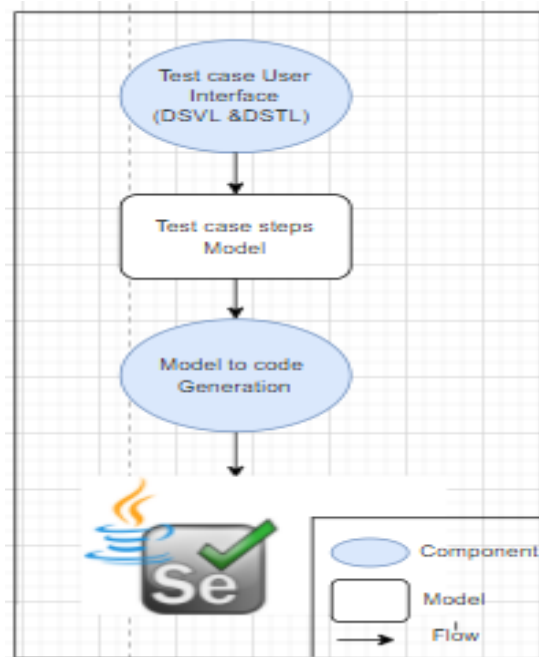 Test case User
Interface
(DSVL &DSTL)
Test case steps
Model
Model to code
Generation
Se
Component
Model
Flow